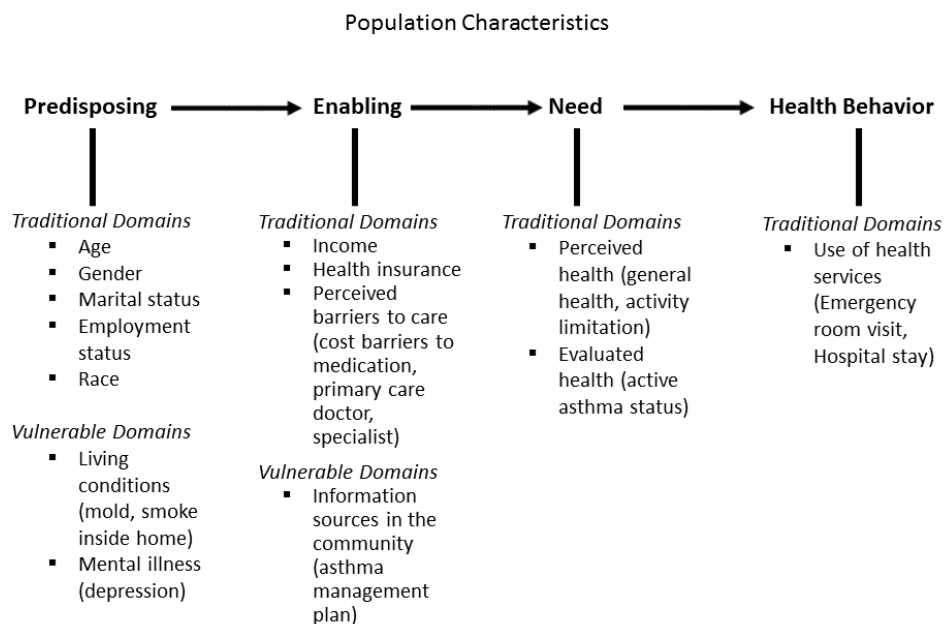 Population Characteristics
Predisposing
Enabling
Need
Health Behavior
Traditional Domains
▪ Age
▪ Gender
▪ Marital status
▪ Employment
status
▪ Race
Vulnerable Domains
▪ Living
conditions
(mold, smoke
inside home)
▪ Mental illness
(depression)
Traditional Domains
▪ Income
▪ Health insurance
▪ Perceived
barriers to care
(cost barriers to
medication,
primary care
doctor,
specialist)
Vulnerable Domains
▪ Information
sources in the
community
(asthma
management
plan)
Traditional Domains
▪ Perceived
health (general
health, activity
limitation)
▪ Evaluated
health (active
asthma status)
Traditional Domains
▪ Use of health
services
(Emergency
room visit,
Hospital stay)